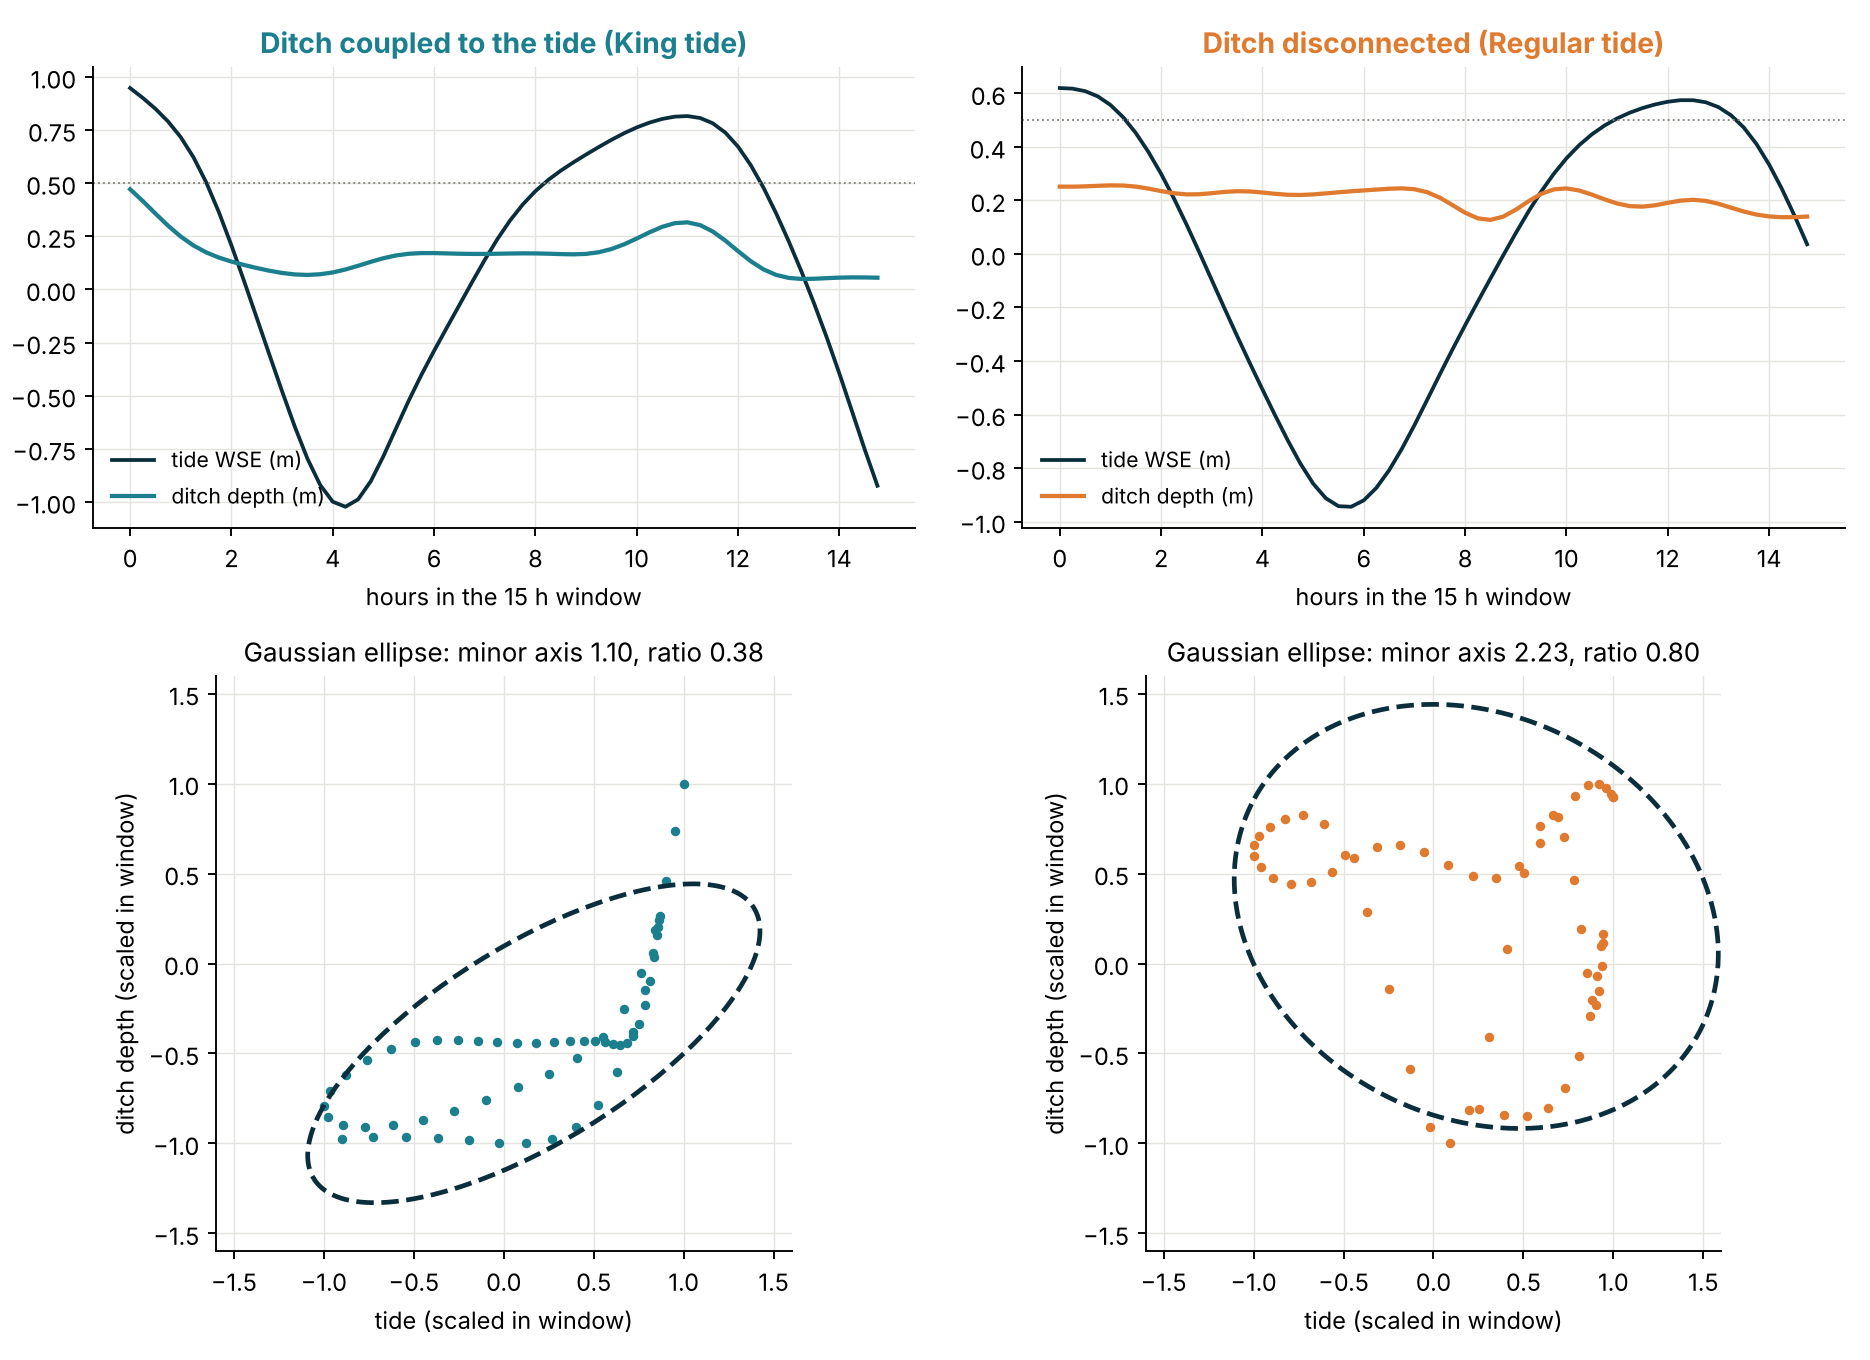 Ditch coupled to the tide (King tide)
1.00
0.75
0.50
0.25
0.00
−0.25
−0.50
−0.75
−1.00
tide WSE (m)
ditch depth (m)
0 2 4 6 8 10 12 14
hours in the 15 h window
Ditch disconnected (Regular tide)
0.6
0.4
0.2
0.0
−0.2
−0.4
−0.6
−0.8
−1.0
tide WSE (m)
ditch depth (m)
0 2 4 6 8 10 12 14
hours in the 15 h window
Gaussian ellipse: minor axis 1.10, ratio 0.38
ditch depth (scaled in window)
1.5
1.0
0.5
0.0
−0.5
−1.0
−1.5
−1.5 −1.0 −0.5 0.0 0.5 1.0 1.5
tide (scaled in window)
Gaussian ellipse: minor axis 2.23, ratio 0.80
ditch depth (scaled in window)
1.5
1.0
0.5
0.0
−0.5
−1.0
−1.5
−1.5 −1.0 −0.5 0.0 0.5 1.0 1.5
tide (scaled in window)